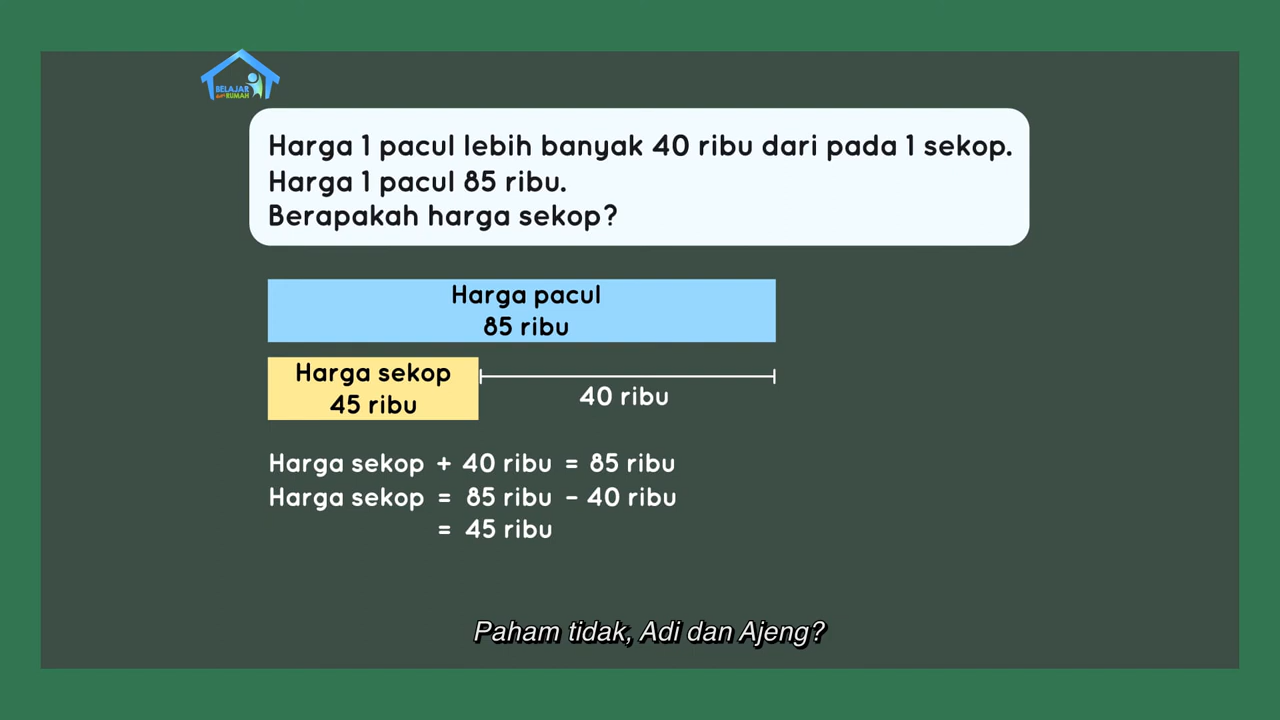 BELAJAR
dari RUMAH
Harga 1 pacul lebih banyak 40 ribu dari pada 1 sekop.
Harga 1 pacul 85 ribu.
Berapakah harga sekop?
Harga pacul
85 ribu
Harga sekop
45 ribu
40 ribu
Harga sekop + 40 ribu = 85 ribu
Harga sekop = 85 ribu - 40 ribu
= 45 ribu
Paham tidak, Adi dan Ajeng?